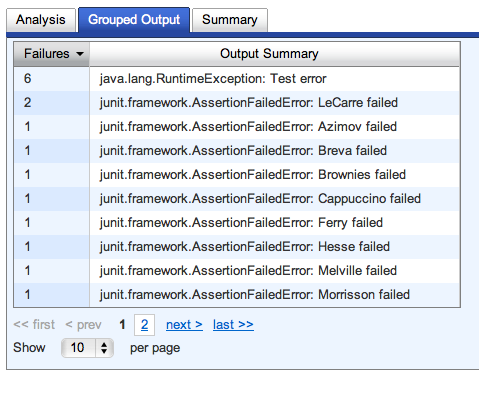 Analysis Grouped Output Summary
Failures Output Summary
6 java.lang.RuntimeException: Test error
2 junit.framework.AssertionFailedError: LeCarre failed
1 junit.framework.AssertionFailedError: Azimov failed
1 junit.framework.AssertionFailedError: Breva failed
1 junit.framework.AssertionFailedError: Brownies failed
1 junit.framework.AssertionFailedError: Cappuccino failed
1 junit.framework.AssertionFailedError: Ferry failed
1 junit.framework.AssertionFailedError: Hesse failed
1 junit.framework.AssertionFailedError: Melville failed
1 junit.framework.AssertionFailedError: Morrisson failed
<< first < prev 1 2 next > last >>
Show 10 per page